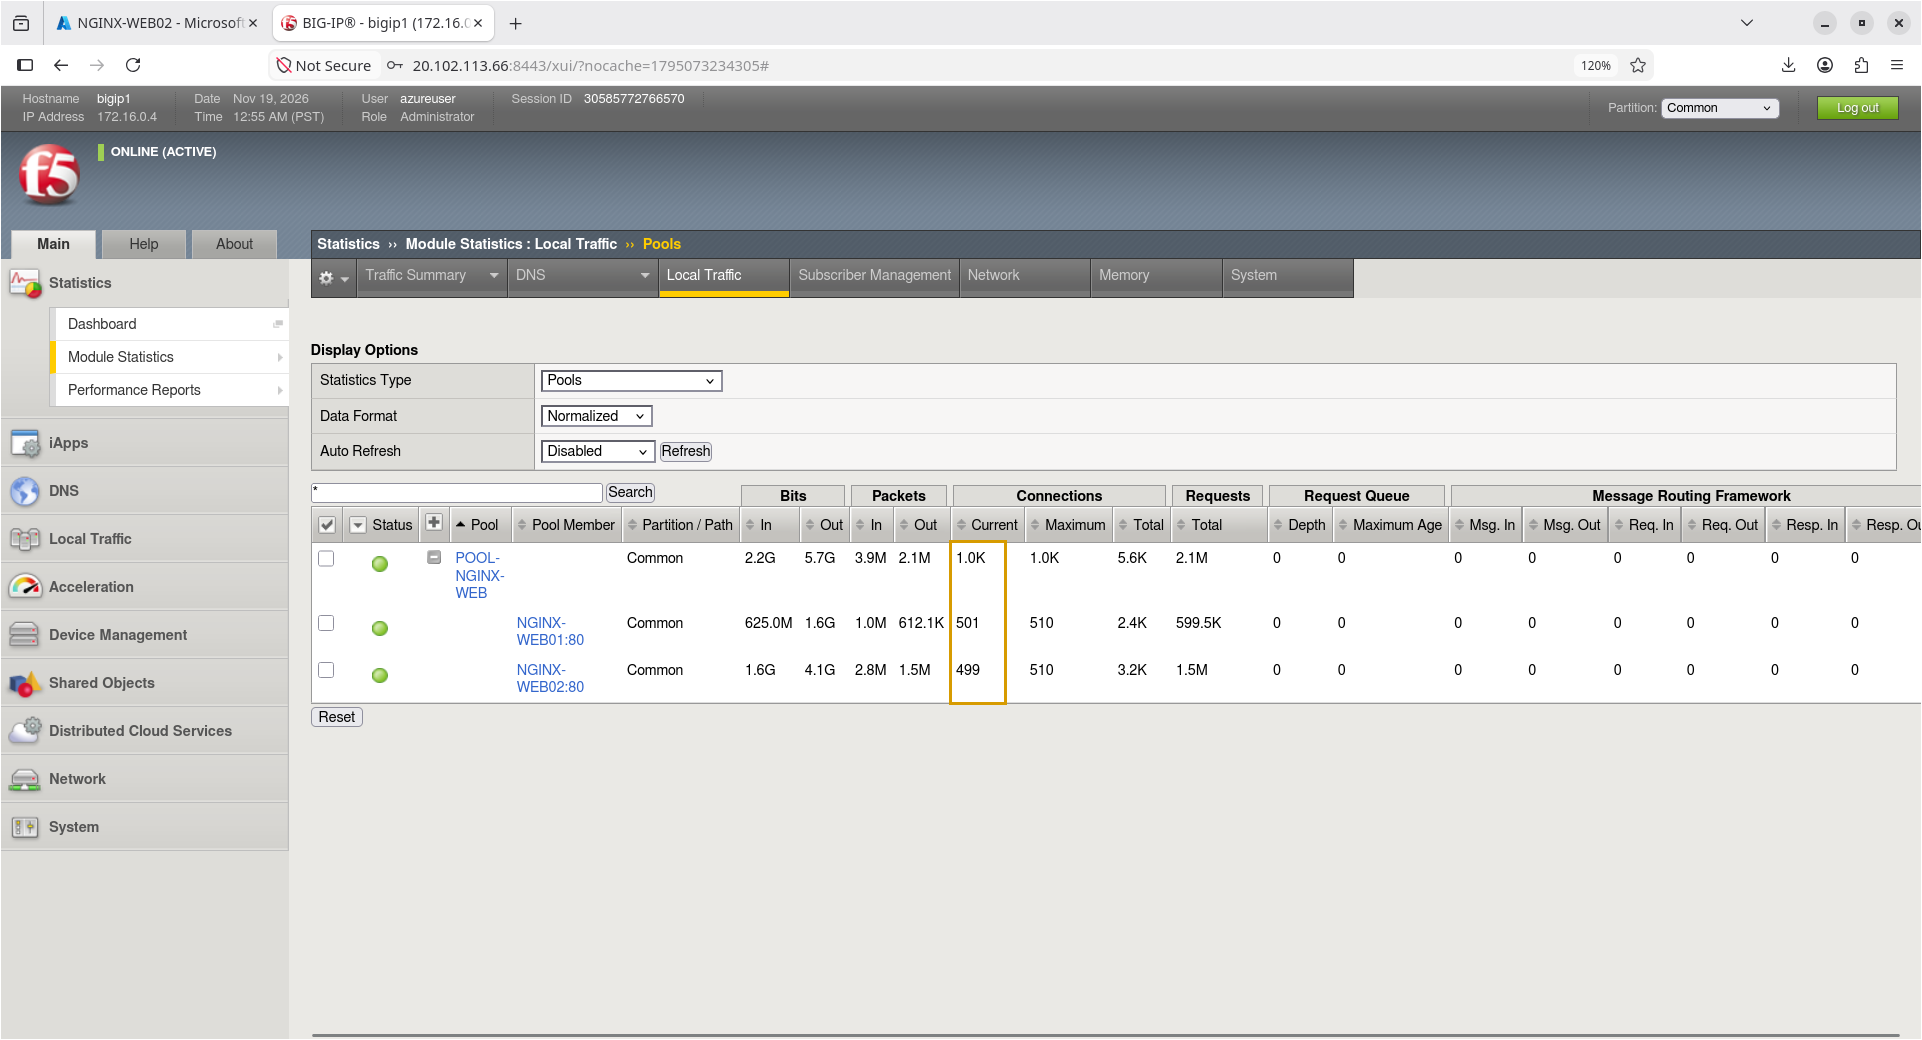 NGINX-WEB02 - Microsoft
BIG-IP® - bigip1 (172.16.0
Not Secure
20.102.113.66:8443/xui/?nocache=1795073234305#
120%
Hostname bigip1
IP Address 172.16.0.4
Date Nov 19, 2026
Time 12:55 AM (PST)
User azureuser
Role Administrator
Session ID 30585772766570
Partition: Common
Log out
f5
ONLINE (ACTIVE)
Main Help About
Statistics ›› Module Statistics : Local Traffic ›› Pools
Traffic Summary DNS Local Traffic Subscriber Management Network Memory System
Statistics
Dashboard
Module Statistics
Performance Reports
iApps
DNS
Local Traffic
Acceleration
Device Management
Shared Objects
Distributed Cloud Services
Network
System
Display Options
Statistics Type Pools
Data Format Normalized
Auto Refresh Disabled Refresh
* Search
Bits Packets Connections Requests Request Queue Message Routing Framework
Status Pool Pool Member Partition / Path In Out In Out Current Maximum Total Total Depth Maximum Age Msg. In Msg. Out Req. In Req. Out Resp. In Resp. Ou
POOL- Common 2.2G 5.7G 3.9M 2.1M 1.0K 1.0K 5.6K 2.1M 0 0 0 0 0 0 0 0
NGINX-
WEB
NGINX- Common 625.0M 1.6G 1.0M 612.1K 501 510 2.4K 599.5K 0 0 0 0 0 0 0 0
WEB01:80
NGINX- Common 1.6G 4.1G 2.8M 1.5M 499 510 3.2K 1.5M 0 0 0 0 0 0 0 0
WEB02:80
Reset